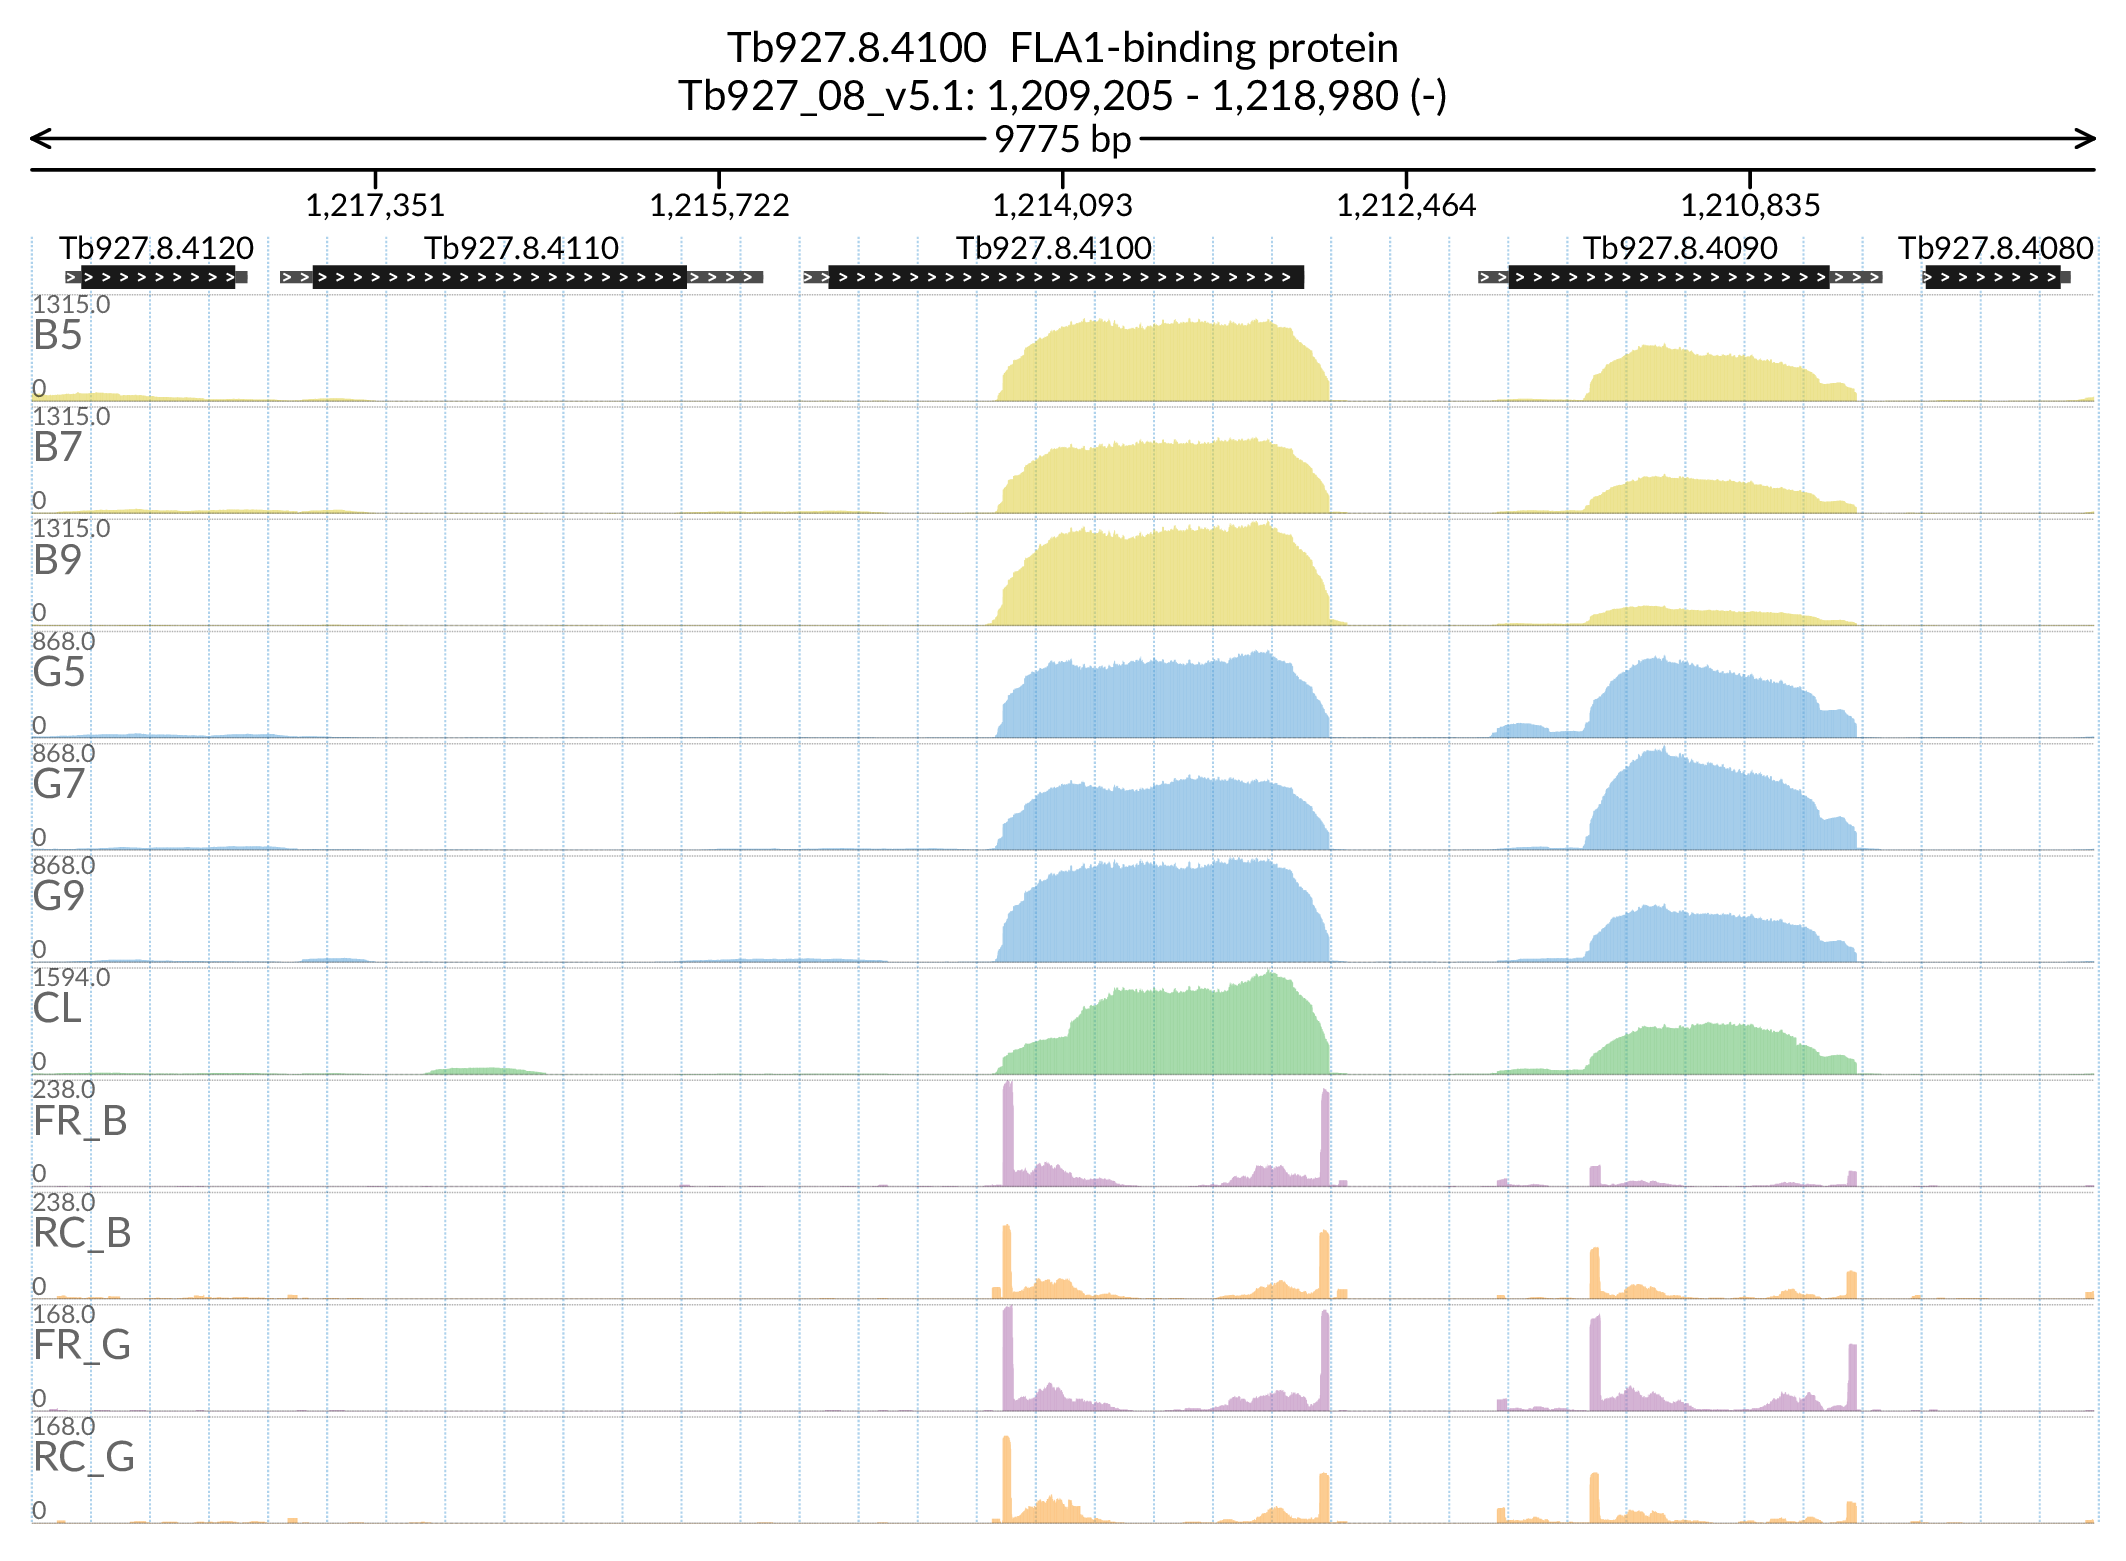 Tb927.8.4100 FLA1-binding protein
Tb927_08_v5.1: 1,209,205 - 1,218,980 (-)
9775 bp
1,217,351 1,215,722 1,214,093 1,212,464 1,210,835
Tb927.8.4120 Tb927.8.4110 Tb927.8.4100 Tb927.8.4090 Tb927.8.4080
1315.0
B5
0
1315.0
B7
0
1315.0
B9
0
868.0
G5
0
868.0
G7
0
868.0
G9
0
1594.0
CL
0
238.0
FR_B
0
238.0
RC_B
0
168.0
FR_G
0
168.0
RC_G
0